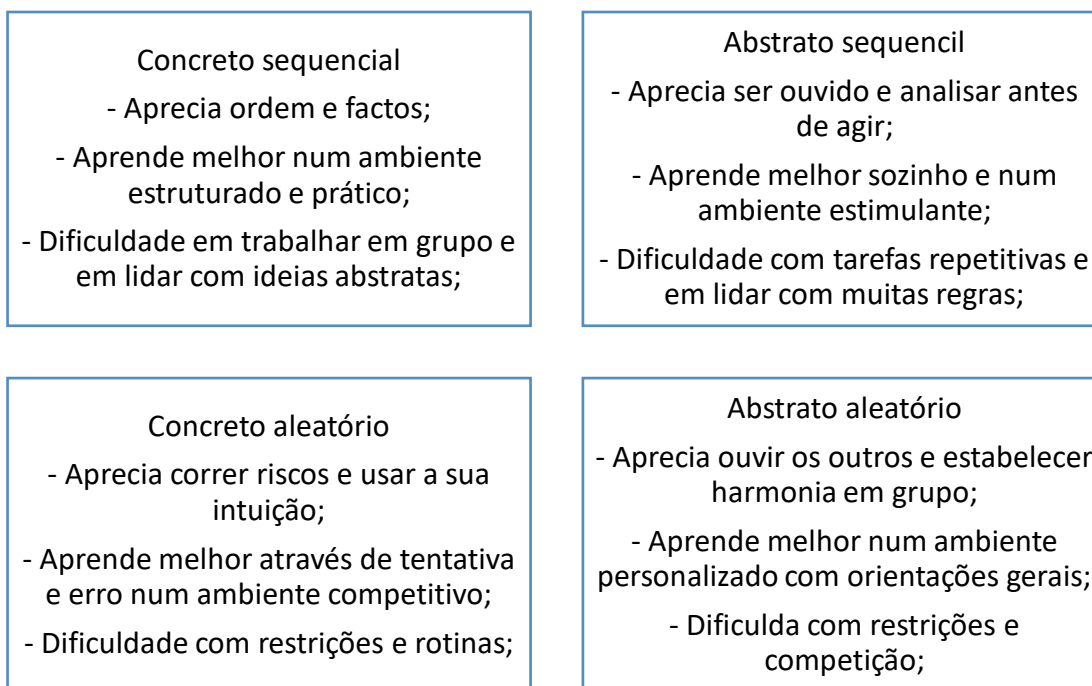 Concreto sequencial
- Aprecia ordem e factos;
- Aprende melhor num ambiente
estruturado e prático;
- Dificuldade em trabalhar em grupo e
em lidar com ideias abstratas;
Abstrato sequencil
- Aprecia ser ouvido e analisar antes
de agir;
- Aprende melhor sozinho e num
ambiente estimulante;
- Dificuldade com tarefas repetitivas e
em lidar com muitas regras;
Concreto aleatório
- Aprecia correr riscos e usar a sua
intuição;
- Aprende melhor através de tentativa
e erro num ambiente competitivo;
- Dificuldade com restrições e rotinas;
Abstrato aleatório
- Aprecia ouvir os outros e estabelecer
harmonia em grupo;
- Aprende melhor num ambiente
personalizado com orientações gerais;
- Dificulda com restrições e
competição;